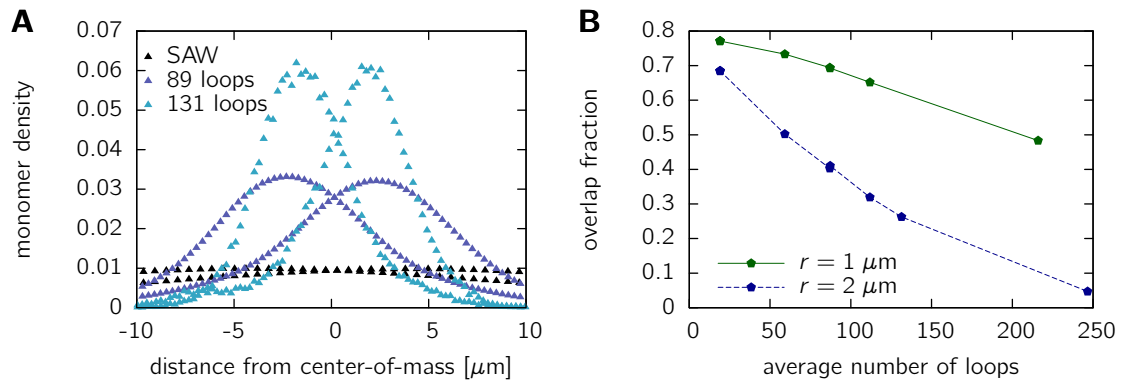 A
monomer density
0.07
0.06
0.05
0.04
0.03
0.02
0.01
0
SAW
89 loops
131 loops
-10
-5
0
5
10
distance from center-of-mass [μm]
B
overlap fraction
0.8
0.7
0.6
0.5
0.4
0.3
0.2
0.1
0
r = 1 μm
r = 2 μm
0
50
100
150
200
250
average number of loops